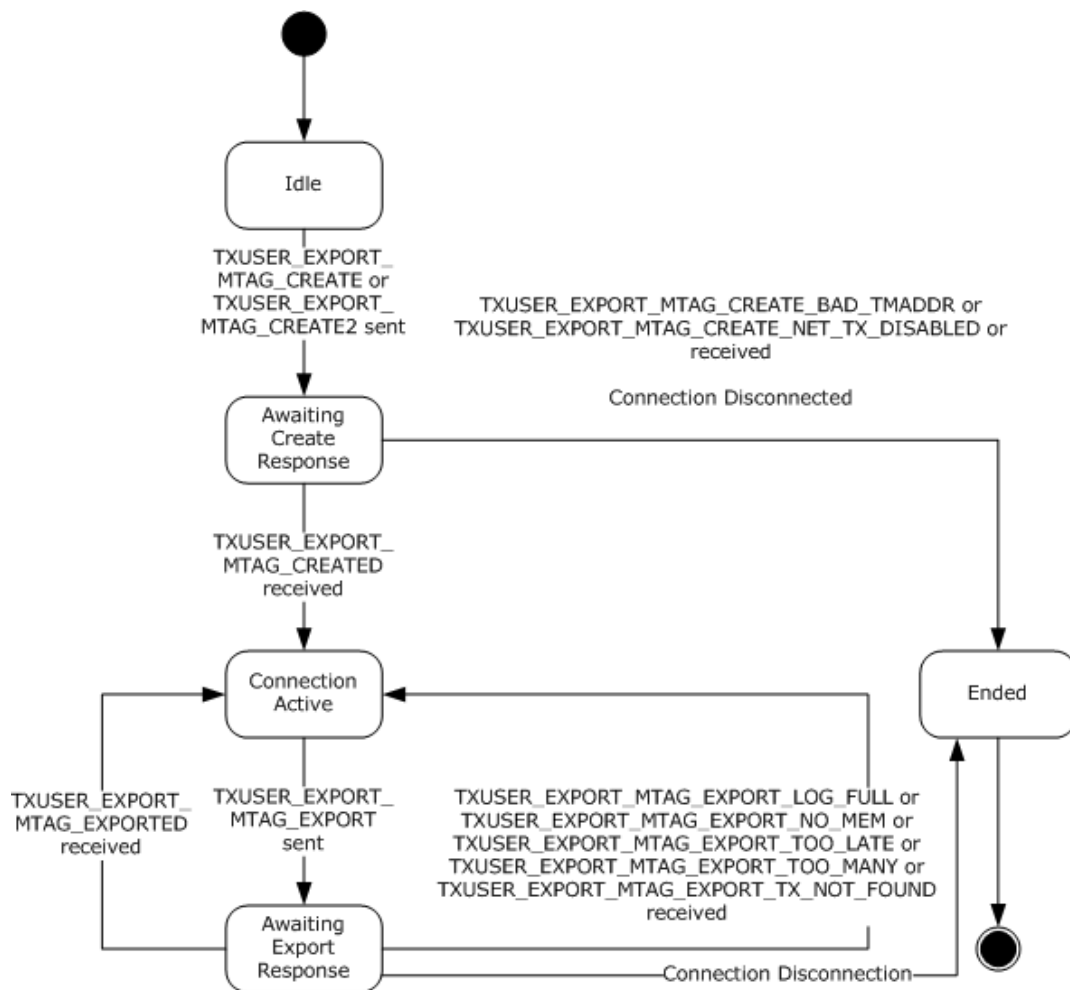 Idle
TXUSER_EXPORT_
MTAG_CREATE or
TXUSER_EXPORT_
MTAG_CREATE2 sent
TXUSER_EXPORT_MTAG_CREATE_BAD_TMADDR or
TXUSER_EXPORT_MTAG_CREATE_NET_TX_DISABLED or
received
Connection Disconnected
Awaiting
Create
Response
TXUSER_EXPORT_
MTAG_CREATED
received
Connection
Active
Ended
TXUSER_EXPORT_
MTAG_EXPORTED
received
TXUSER_EXPORT_
MTAG_EXPORT
sent
TXUSER_EXPORT_MTAG_EXPORT_LOG_FULL or
TXUSER_EXPORT_MTAG_EXPORT_NO_MEM or
TXUSER_EXPORT_MTAG_EXPORT_TOO_LATE or
TXUSER_EXPORT_MTAG_EXPORT_TOO_MANY or
TXUSER_EXPORT_MTAG_EXPORT_TX_NOT_FOUND
received
Awaiting
Export
Response
Connection Disconnection